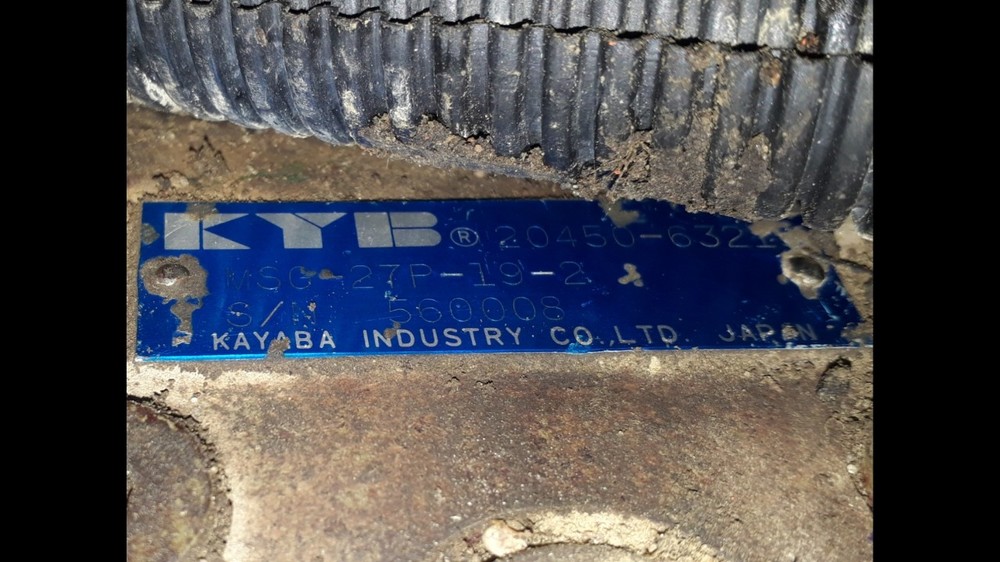 KYB® 20450-6321
MSG-27P-19-2
S/N 560008
KAYABA INDUSTRY CO.,LTD. JAPAN